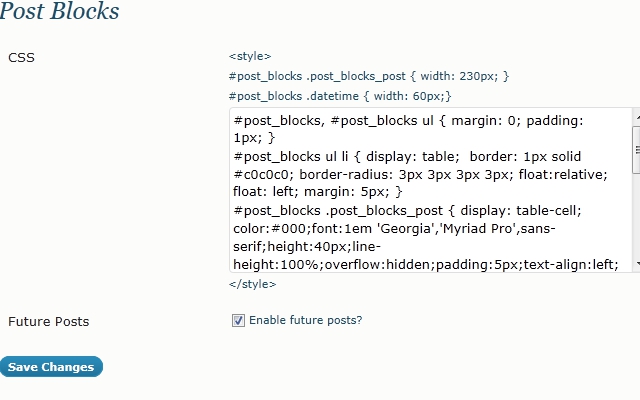 Post Blocks
CSS
<style>
#post_blocks .post_blocks_post { width: 230px; }
#post_blocks .datetime { width: 60px;}
#post_blocks, #post_blocks ul { margin: 0; padding:
1px; }
#post_blocks ul li { display: table;  border: 1px solid
#c0c0c0; border-radius: 3px 3px 3px 3px; float:relative;
float: left; margin: 5px; }
#post_blocks .post_blocks_post { display: table-cell;
color:#000;font:1em 'Georgia','Myriad Pro',sans-
serif;height:40px;line-
height:100%;overflow:hidden;padding:5px;text-align:left;
</style>
Future Posts
Enable future posts?
Save Changes